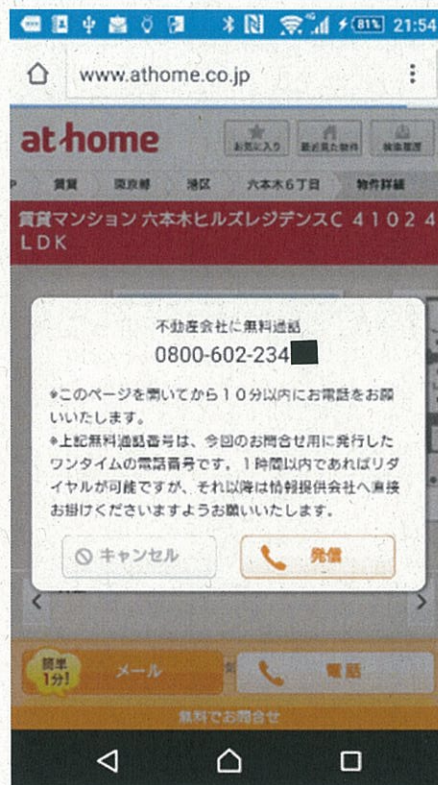 81% 21:54
www.athome.co.jp
at home
お気に入り 最近見た物件 検索履歴
賃貸 東京都 港区 六本木6丁目 物件詳細
賃貸マンション 六本木ヒルズレジデンスC 4102 4
LDK
不動産会社に無料通話
0800-602-234
*このページを開いてから10分以内にお電話をお願
いいたします。
*上記無料通話番号は、今回のお問合せ用に発行した
ワンタイムの電話番号です。1時間以内であればリダ
イヤルが可能ですが、それ以降は情報提供会社へ直接
お掛けくださいますようお願いいたします。
キャンセル 発信
簡単
1分!
メール 電話
無料でお問合せ